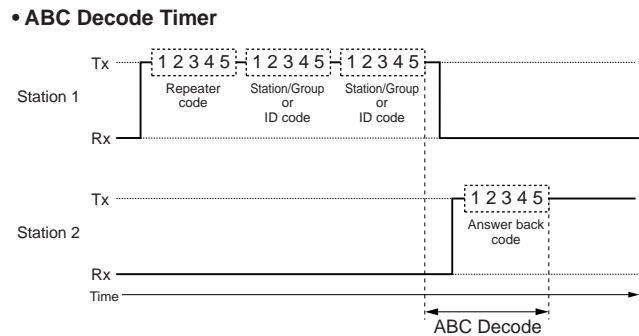 • ABC Decode Timer
Tx
1 2 3 4 5
1 2 3 4 5
1 2 3 4 5
Station 1
Repeater
code
Station/Group
or
ID code
Station/Group
or
ID code
Rx
Tx
1 2 3 4 5
Station 2
Answer back
code
Rx
Time
ABC Decode